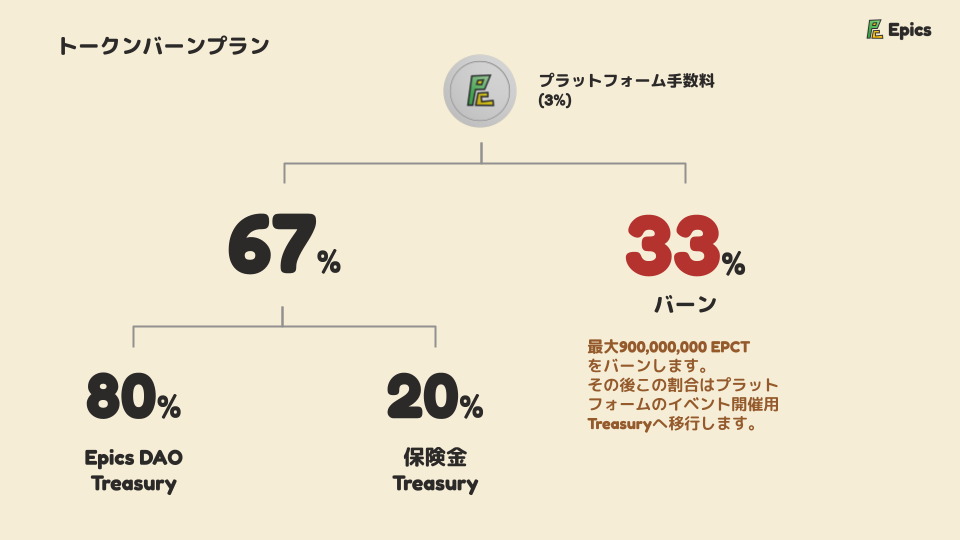 トークンバーンプラン
Epics
プラットフォーム手数料
(3%)
67%
33%
バーン
最大900,000,000 EPCT
をバーンします。
その後この割合はプラット
フォームのイベント開催用
Treasuryへ移行します。
80%
20%
Epics DAO
Treasury
保険金
Treasury